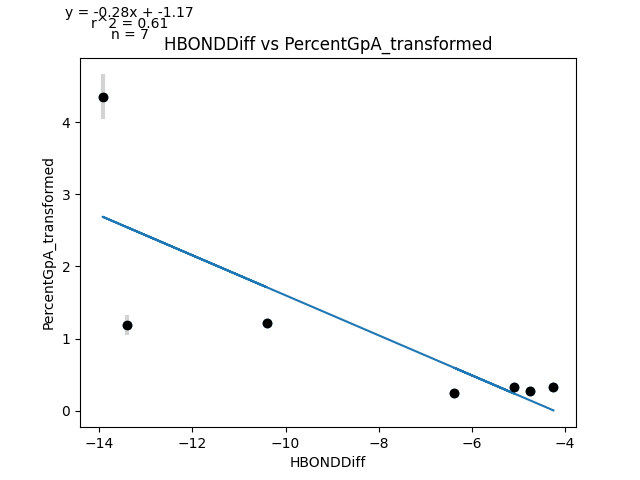 y = -0.28x + -1.17
r^2 = 0.61
n = 7
HBONDDiff vs PercentGpA_transformed
PercentGpA_transformed
4
3
2
1
0
−14
−12
−10
−8
−6
−4
HBONDDiff